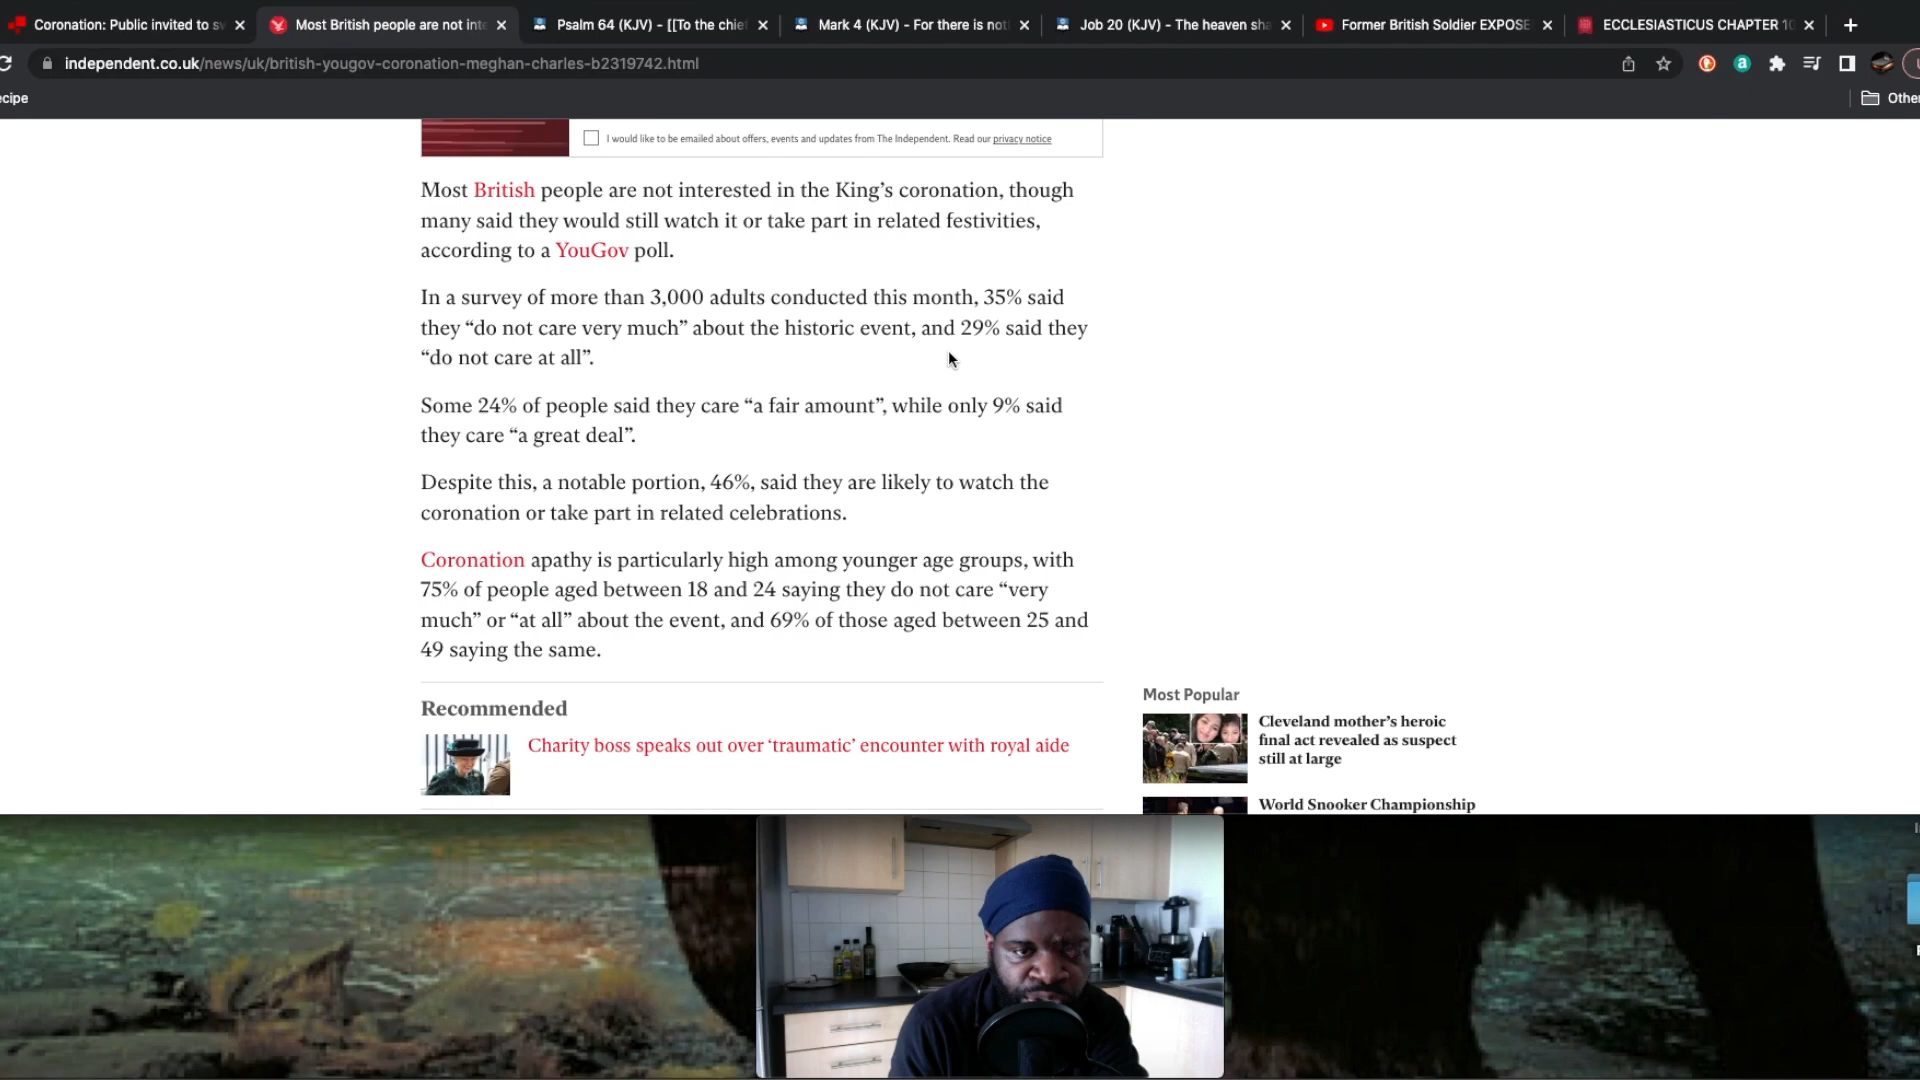 Coronation: Public invited to sw
Most British people are not inte
Psalm 64 (KJV) - [[To the chief
Mark 4 (KJV) - For there is not
Job 20 (KJV) - The heaven sha
Former British Soldier EXPOSE
ECCLESIASTICUS CHAPTER 10
independent.co.uk/news/uk/british-yougov-coronation-meghan-charles-b2319742.html
ecipe
Other
I would like to be emailed about offers, events and updates from The Independent. Read our privacy notice
Most British people are not interested in the King’s coronation, though
many said they would still watch it or take part in related festivities,
according to a YouGov poll.
In a survey of more than 3,000 adults conducted this month, 35% said
they “do not care very much” about the historic event, and 29% said they
“do not care at all”.
Some 24% of people said they care “a fair amount”, while only 9% said
they care “a great deal”.
Despite this, a notable portion, 46%, said they are likely to watch the
coronation or take part in related celebrations.
Coronation apathy is particularly high among younger age groups, with
75% of people aged between 18 and 24 saying they do not care “very
much” or “at all” about the event, and 69% of those aged between 25 and
49 saying the same.
Recommended
Charity boss speaks out over ‘traumatic’ encounter with royal aide
Most Popular
Cleveland mother’s heroic
final act revealed as suspect
still at large
World Snooker Championship